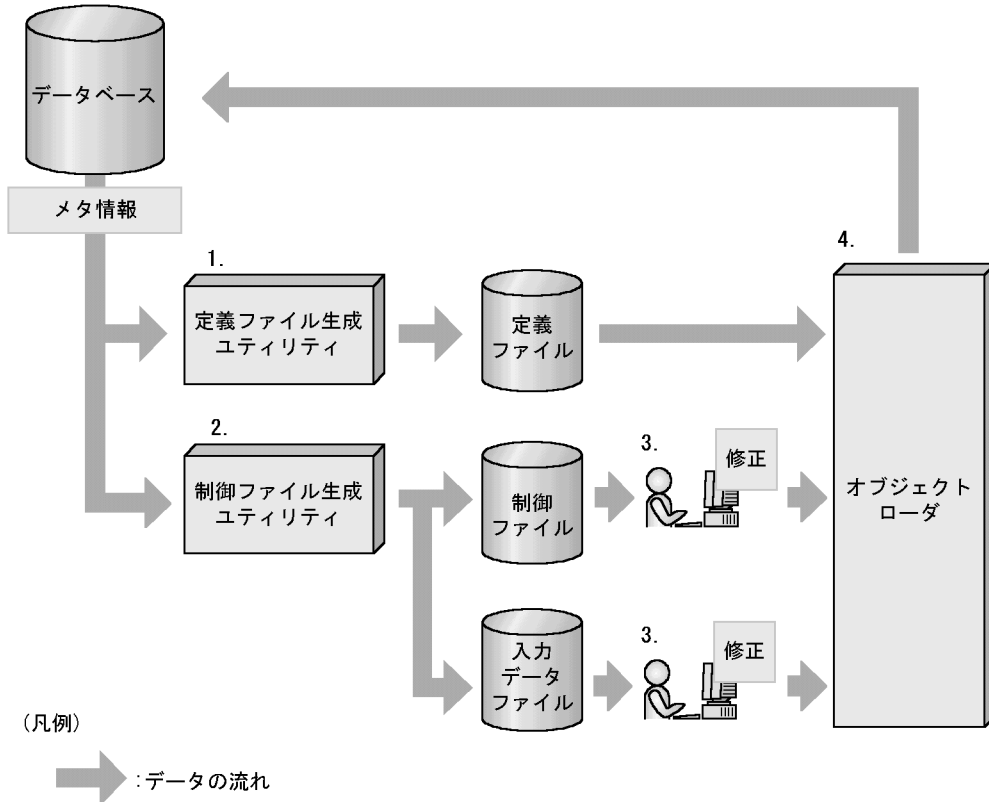 データベース
メタ情報
1.
定義ファイル生成
ユティリティ
定義
ファイル
4.
オブジェクト
ローダ
2.
制御ファイル生成
ユティリティ
制御
ファイル
3.
修正
入力
データ
ファイル
3.
修正
(凡例)
:データの流れ